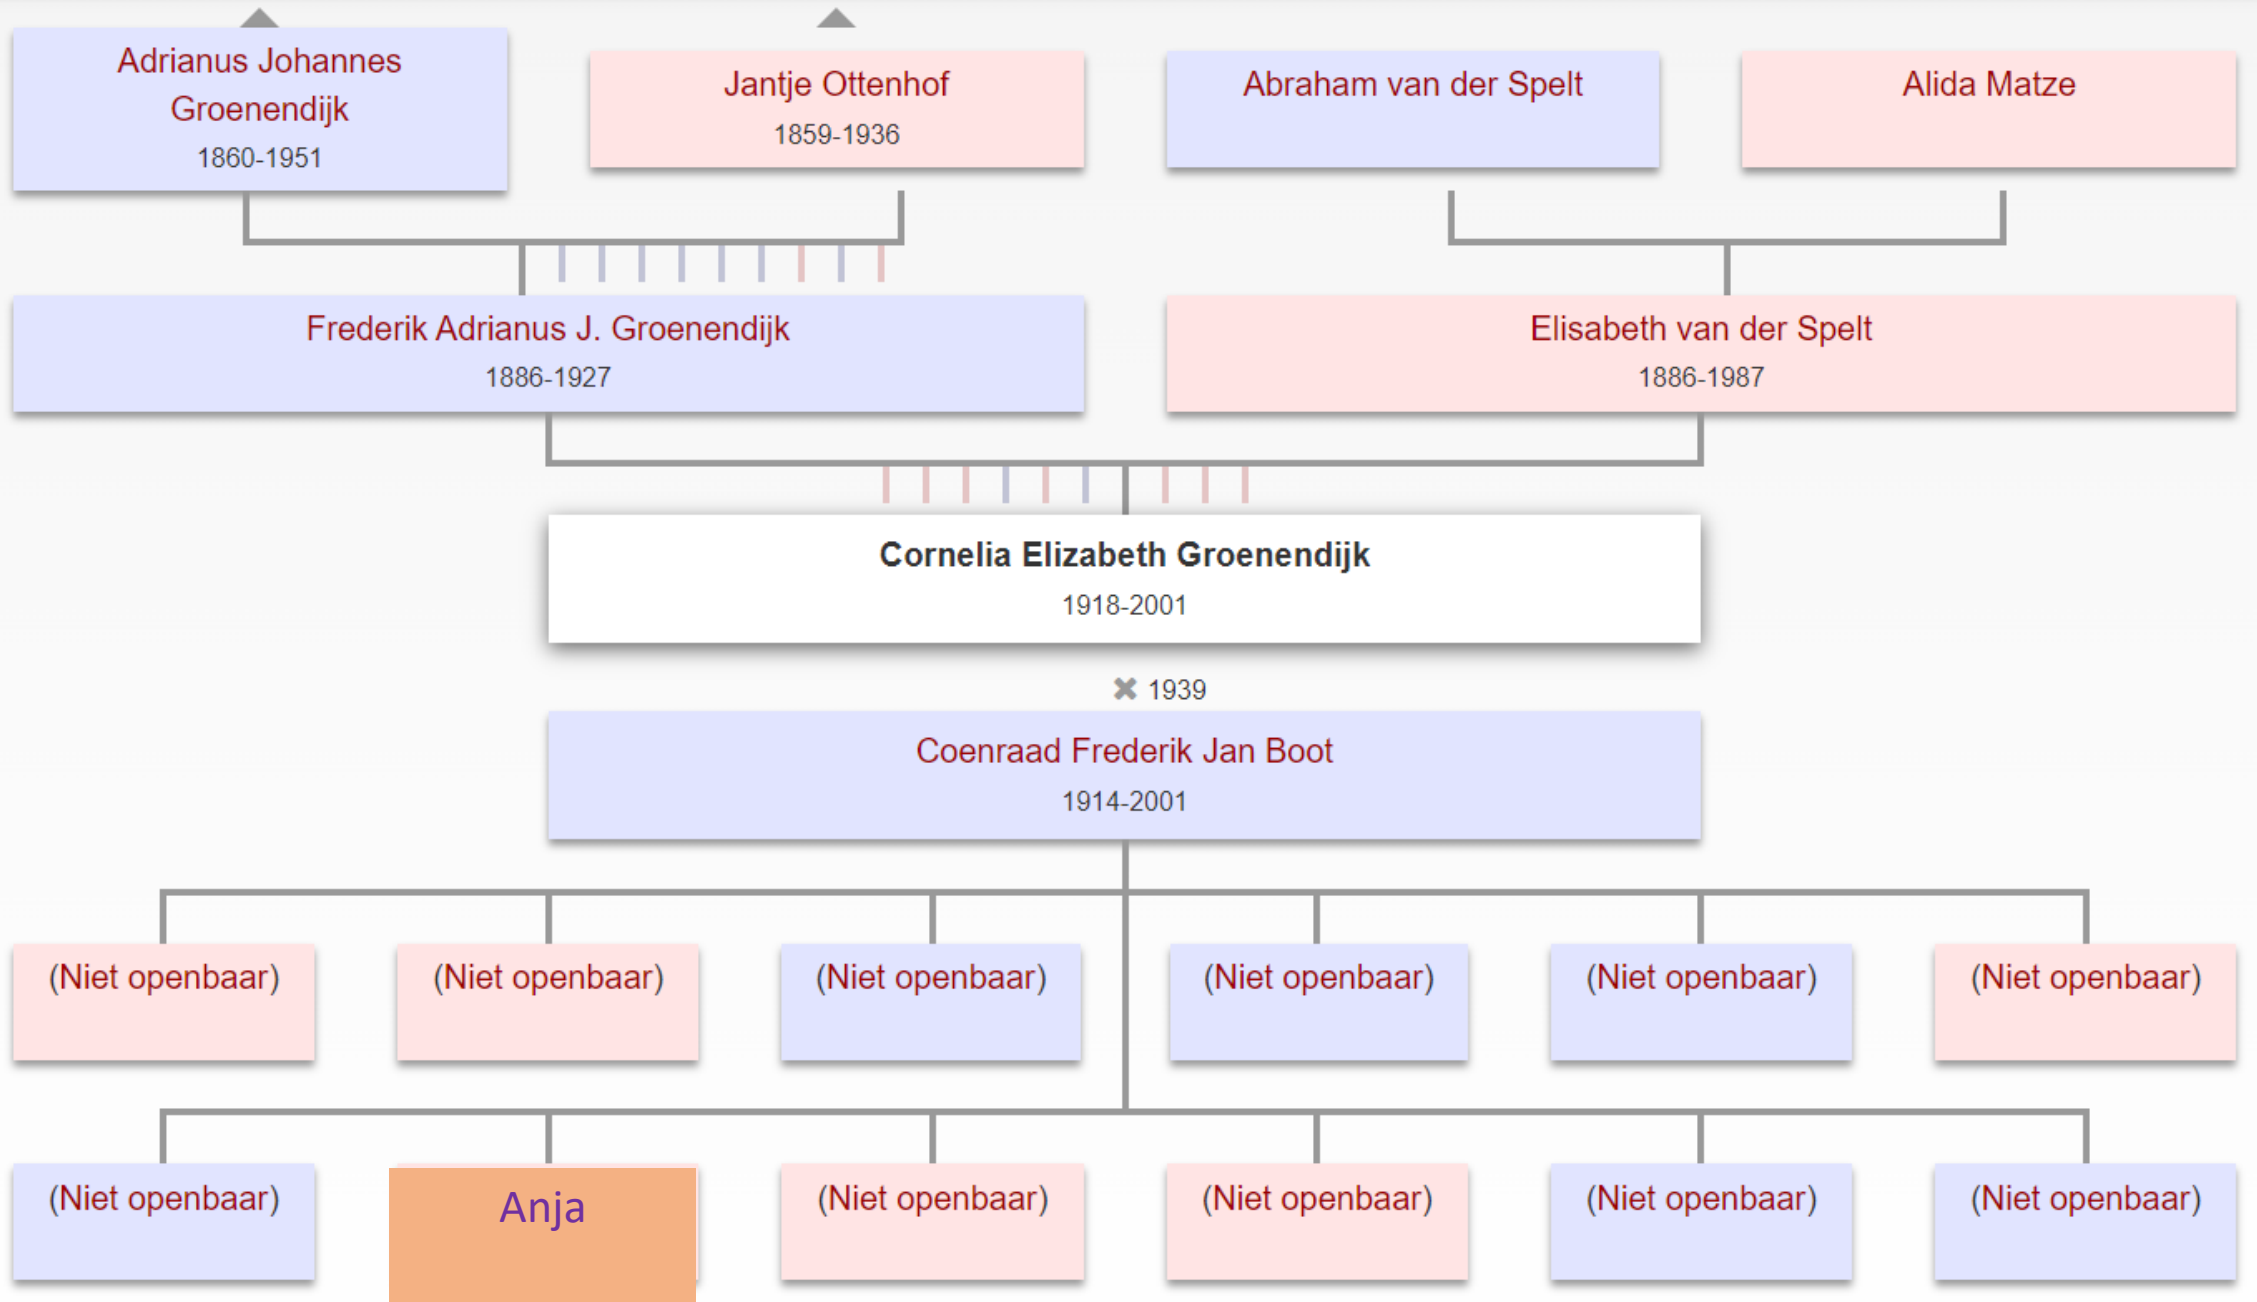 Adrianus Johannes
Groenendijk
1860-1951
Jantje Ottenhof
1859-1936
Abraham van der Spelt
Alida Matze
Frederik Adrianus J. Groenendijk
1886-1927
Elisabeth van der Spelt
1886-1987
Cornelia Elizabeth Groenendijk
1918-2001
1939
Coenraad Frederik Jan Boot
1914-2001
(Niet openbaar)
(Niet openbaar)
(Niet openbaar)
(Niet openbaar)
(Niet openbaar)
(Niet openbaar)
(Niet openbaar)
Anja
(Niet openbaar)
(Niet openbaar)
(Niet openbaar)
(Niet openbaar)